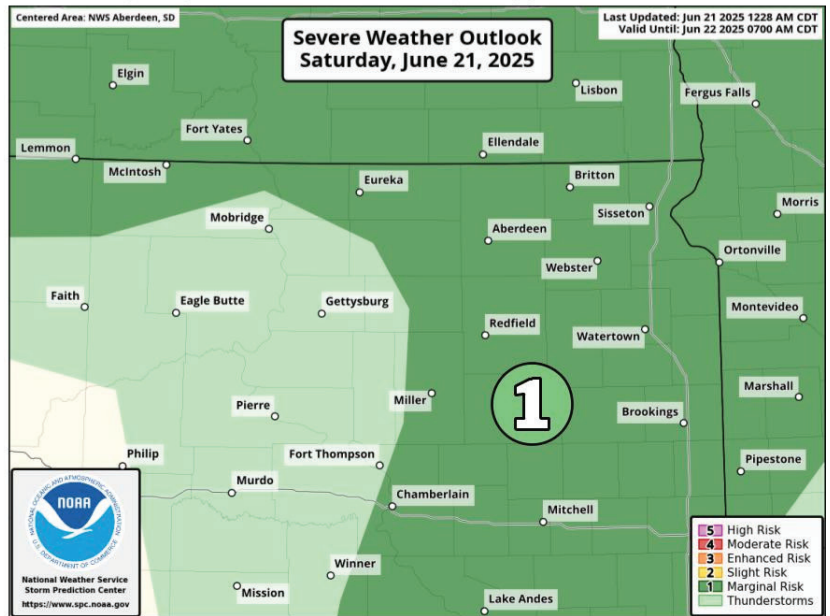 Centered Area: NWS Aberdeen, SD
Severe Weather Outlook
Saturday, June 21, 2025
Last Updated: Jun 21 2025 1228 AM CDT
Valid Until: Jun 22 2025 0700 AM CDT
Elgin
Lisbon
Fergus Falls
Fort Yates
Ellendale
Lemmon
McIntosh
Eureka
Britton
Sisseton
Morris
Mobridge
Aberdeen
Ortonville
Webster
Faith
Eagle Butte
Gettysburg
Montevideo
Redfield
Watertown
Miller
1
Marshall
Pierre
Brookings
Philip
Fort Thompson
Pipestone
Murdo
Chamberlain
Mitchell
Winner
Mission
Lake Andes
NATIONAL OCEANIC AND ATMOSPHERIC ADMINISTRATION
NOAA
U.S. DEPARTMENT OF COMMERCE
National Weather Service
Storm Prediction Center
https://www.spc.noaa.gov
5 High Risk
4 Moderate Risk
3 Enhanced Risk
2 Slight Risk
1 Marginal Risk
Thunderstorms